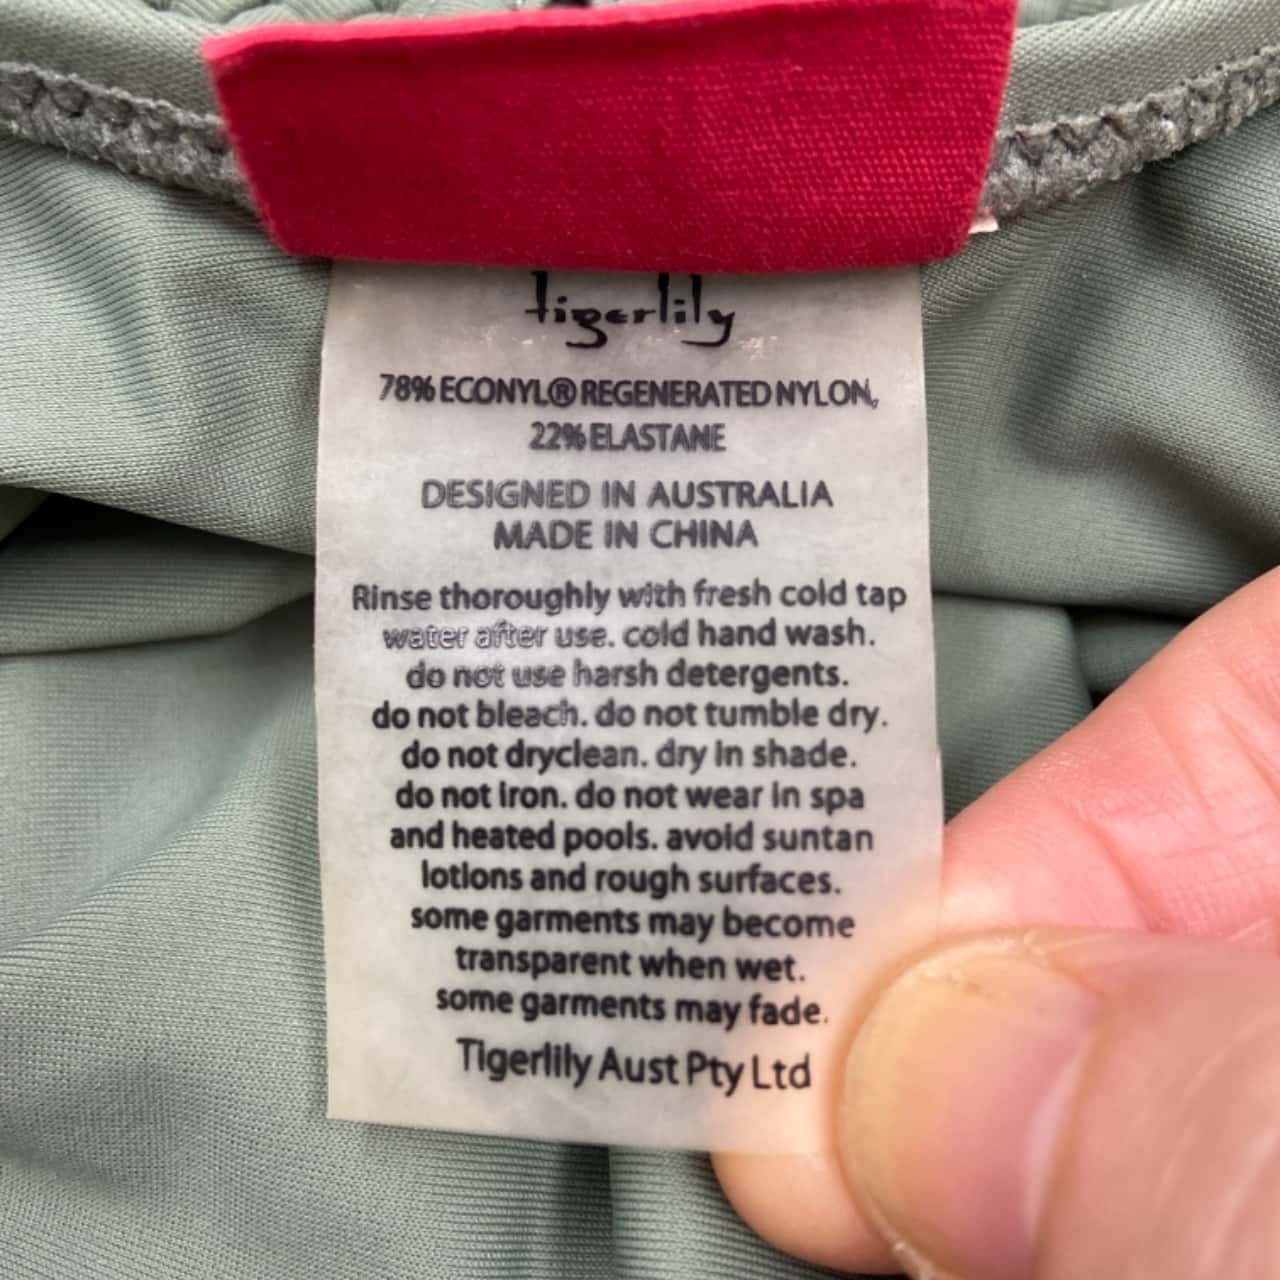 tigerlily
78% ECONYL® REGENERATED NYLON,
22% ELASTANE
DESIGNED IN AUSTRALIA
MADE IN CHINA
Rinse thoroughly with fresh cold tap
water after use. cold hand wash.
do not use harsh detergents.
do not bleach. do not tumble dry.
do not dryclean. dry in shade.
do not iron. do not wear in spa
and heated pools. avoid suntan
lotions and rough surfaces.
some garments may become
transparent when wet.
some garments may fade.
Tigerlily Aust Pty Ltd